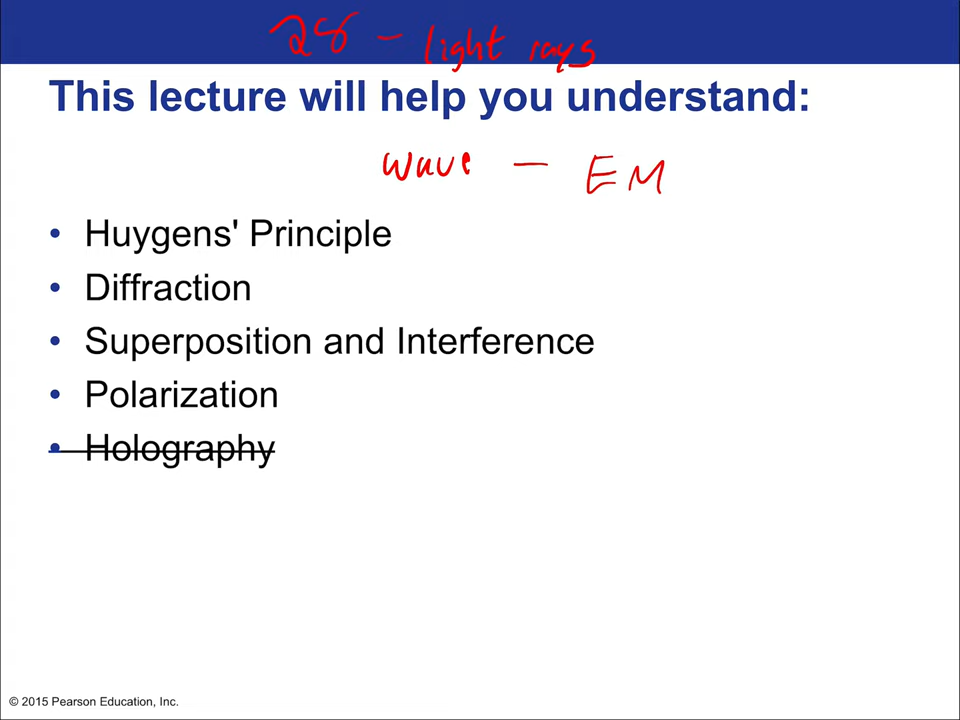 28 – light rays
This lecture will help you understand:
wave – EM
• Huygens' Principle
• Diffraction
• Superposition and Interference
• Polarization
• Holography
© 2015 Pearson Education, Inc.